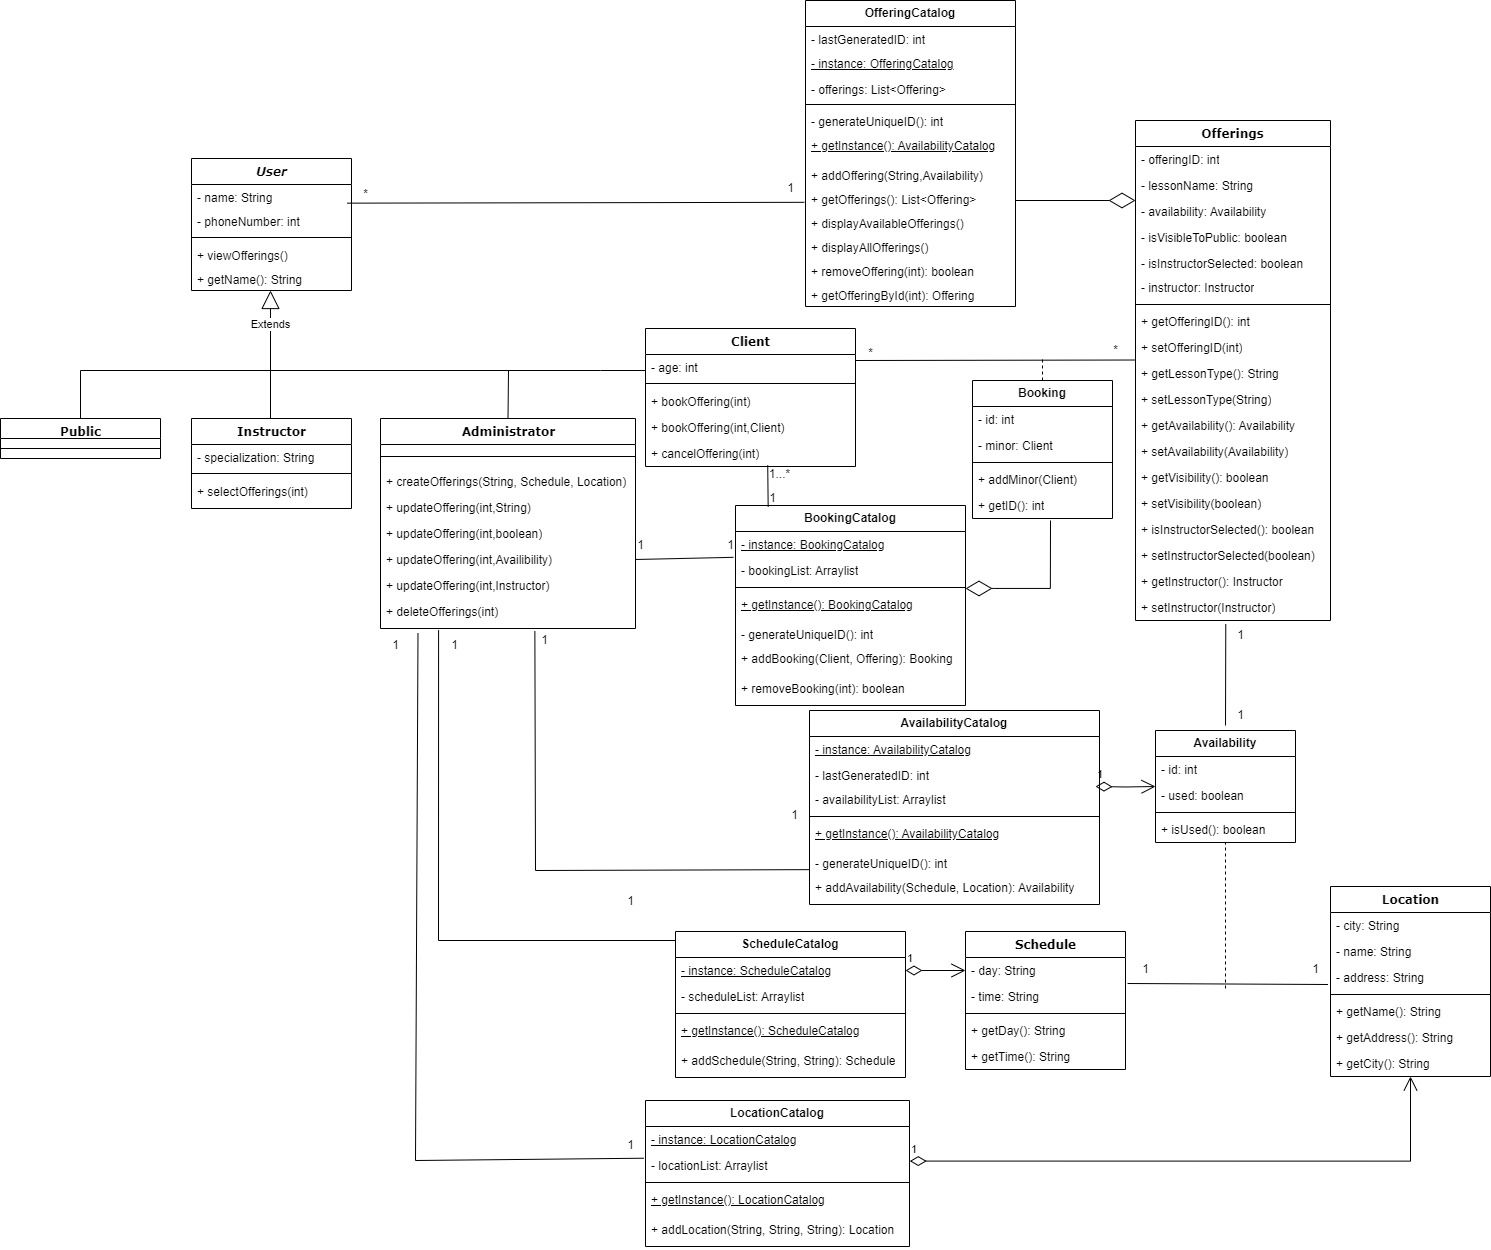 OfferingCatalog
- lastGeneratedID: int
- instance: OfferingCatalog
- offerings: List<Offering>
- generateUniqueID(): int
+ getInstance(): AvailabilityCatalog
+ addOffering(String,Availability)
+ getOfferings(): List<Offering>
+ displayAvailableOfferings()
+ displayAllOfferings()
+ removeOffering(int): boolean
+ getOfferingById(int): Offering
Offerings
- offeringID: int
- lessonName: String
- availability: Availability
- isVisibleToPublic: boolean
- isInstructorSelected: boolean
- instructor: Instructor
+ getOfferingID(): int
+ setOfferingID(int)
+ getLessonType(): String
+ setLessonType(String)
+ getAvailability(): Availability
+ setAvailability(Availability)
+ getVisibility(): boolean
+ setVisibility(boolean)
+ isInstructorSelected(): boolean
+ setInstructorSelected(boolean)
+ getInstructor(): Instructor
+ setInstructor(Instructor)
User
- name: String
- phoneNumber: int
+ viewOfferings()
+ getName(): String
*
1
Extends
Client
- age: int
+ bookOffering(int)
+ bookOffering(int,Client)
+ cancelOffering(int)
*
*
Booking
- id: int
- minor: Client
+ addMinor(Client)
+ getID(): int
Public
Instructor
- specialization: String
+ selectOfferings(int)
Administrator
+ createOfferings(String, Schedule, Location)
+ updateOffering(int,String)
+ updateOffering(int,boolean)
+ updateOffering(int,Availibility)
+ updateOffering(int,Instructor)
+ deleteOfferings(int)
1...*
1
1
1
BookingCatalog
- instance: BookingCatalog
- bookingList: Arraylist
+ getInstance(): BookingCatalog
- generateUniqueID(): int
+ addBooking(Client, Offering): Booking
+ removeBooking(int): boolean
1
1
1
1
1
AvailabilityCatalog
- instance: AvailabilityCatalog
- lastGeneratedID: int
- availabilityList: Arraylist
+ getInstance(): AvailabilityCatalog
- generateUniqueID(): int
+ addAvailability(Schedule, Location): Availability
1
1
Availability
- id: int
- used: boolean
+ isUsed(): boolean
1
ScheduleCatalog
- instance: ScheduleCatalog
- scheduleList: Arraylist
+ getInstance(): ScheduleCatalog
+ addSchedule(String, String): Schedule
1
Schedule
- day: String
- time: String
+ getDay(): String
+ getTime(): String
1
1
Location
- city: String
- name: String
- address: String
+ getName(): String
+ getAddress(): String
+ getCity(): String
1
LocationCatalog
- instance: LocationCatalog
- locationList: Arraylist
+ getInstance(): LocationCatalog
+ addLocation(String, String, String): Location
1